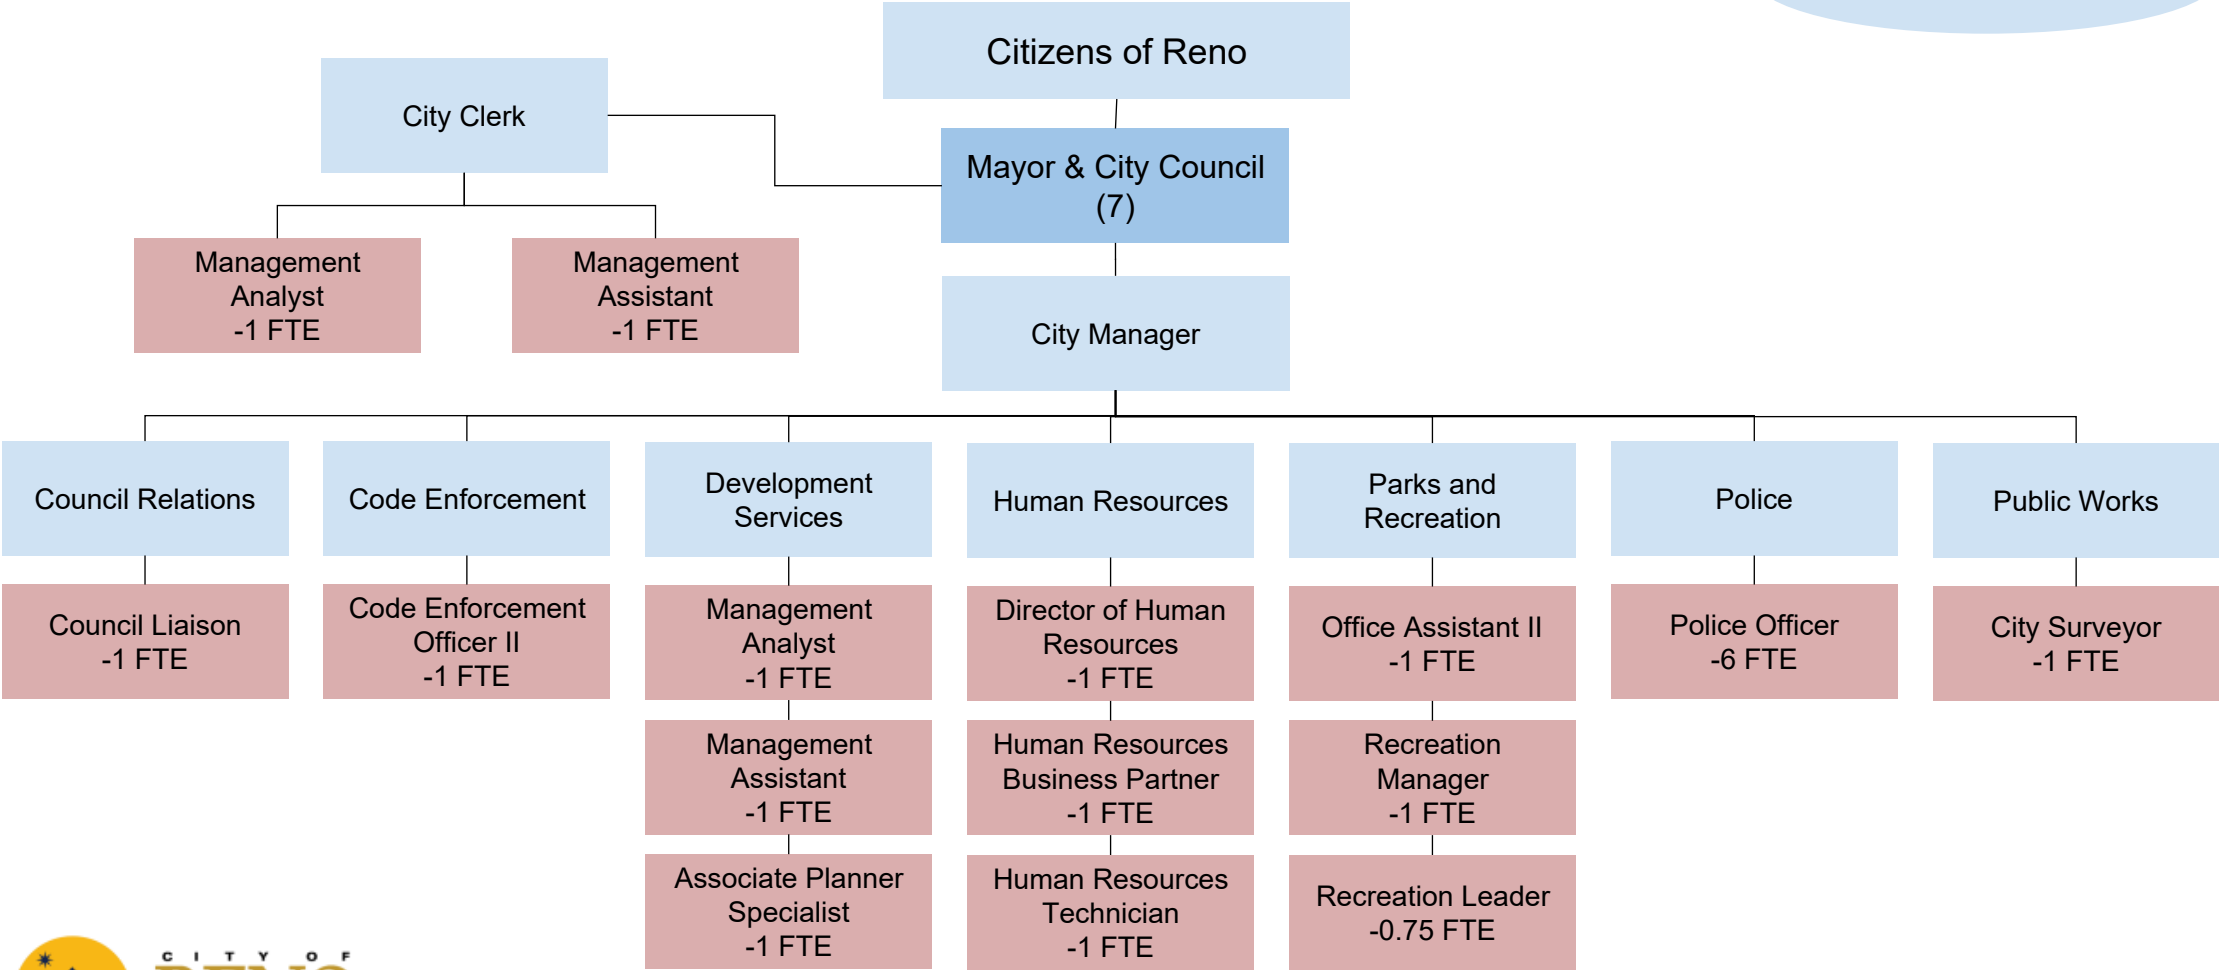 Citizens of Reno
City Clerk
Mayor & City Council
(7)
Management
Analyst
-1 FTE
Management
Assistant
-1 FTE
City Manager
Council Relations
Code Enforcement
Development
Services
Human Resources
Parks and
Recreation
Police
Public Works
Council Liaison
-1 FTE
Code Enforcement
Officer II
-1 FTE
Management
Analyst
-1 FTE
Director of Human
Resources
-1 FTE
Office Assistant II
-1 FTE
Police Officer
-6 FTE
City Surveyor
-1 FTE
Management
Assistant
-1 FTE
Human Resources
Business Partner
-1 FTE
Recreation
Manager
-1 FTE
Associate Planner
Specialist
-1 FTE
Human Resources
Technician
-1 FTE
Recreation Leader
-0.75 FTE
CITY OF